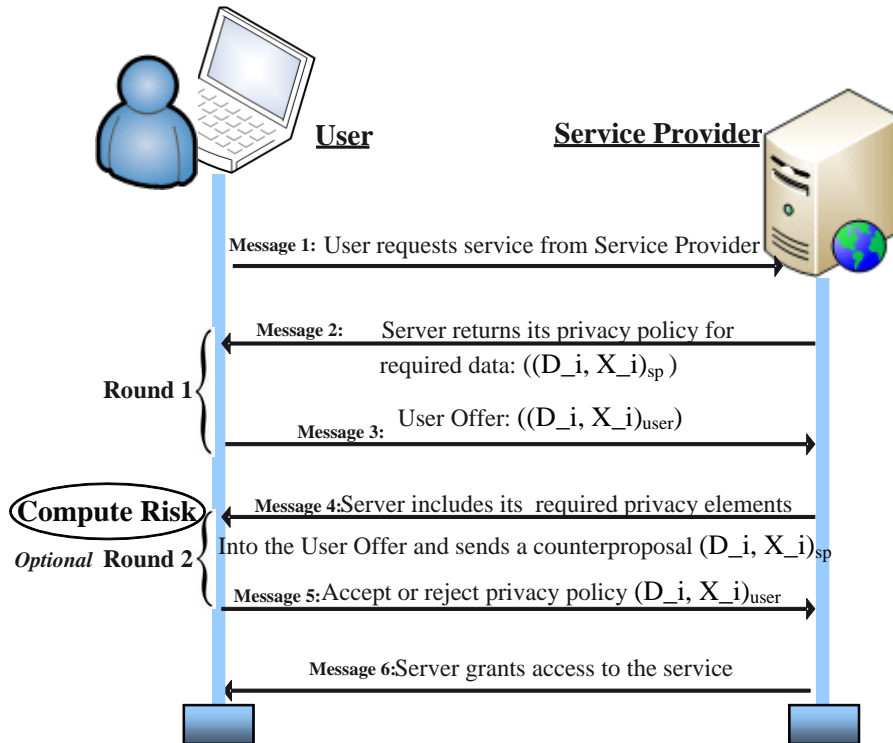 User
Service Provider
Message 1: User requests service from Service Provider
Message 2: Server returns its privacy policy for
required data: ((D_i, X_i)sp )
Round 1
User Offer: ((D_i, X_i)user)
Message 3:
Compute Risk
Message 4:Server includes its required privacy elements
Optional Round 2
Into the User Offer and sends a counterproposal (D_i, X_i)sp
Message 5:Accept or reject privacy policy (D_i, X_i)user
Message 6:Server grants access to the service